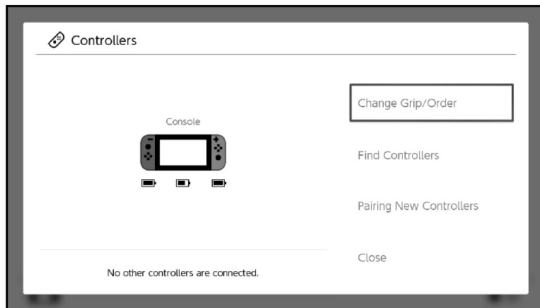 Controllers
Console
No other controllers are connected.
Change Grip/Order
Find Controllers
Pairing New Controllers
Close